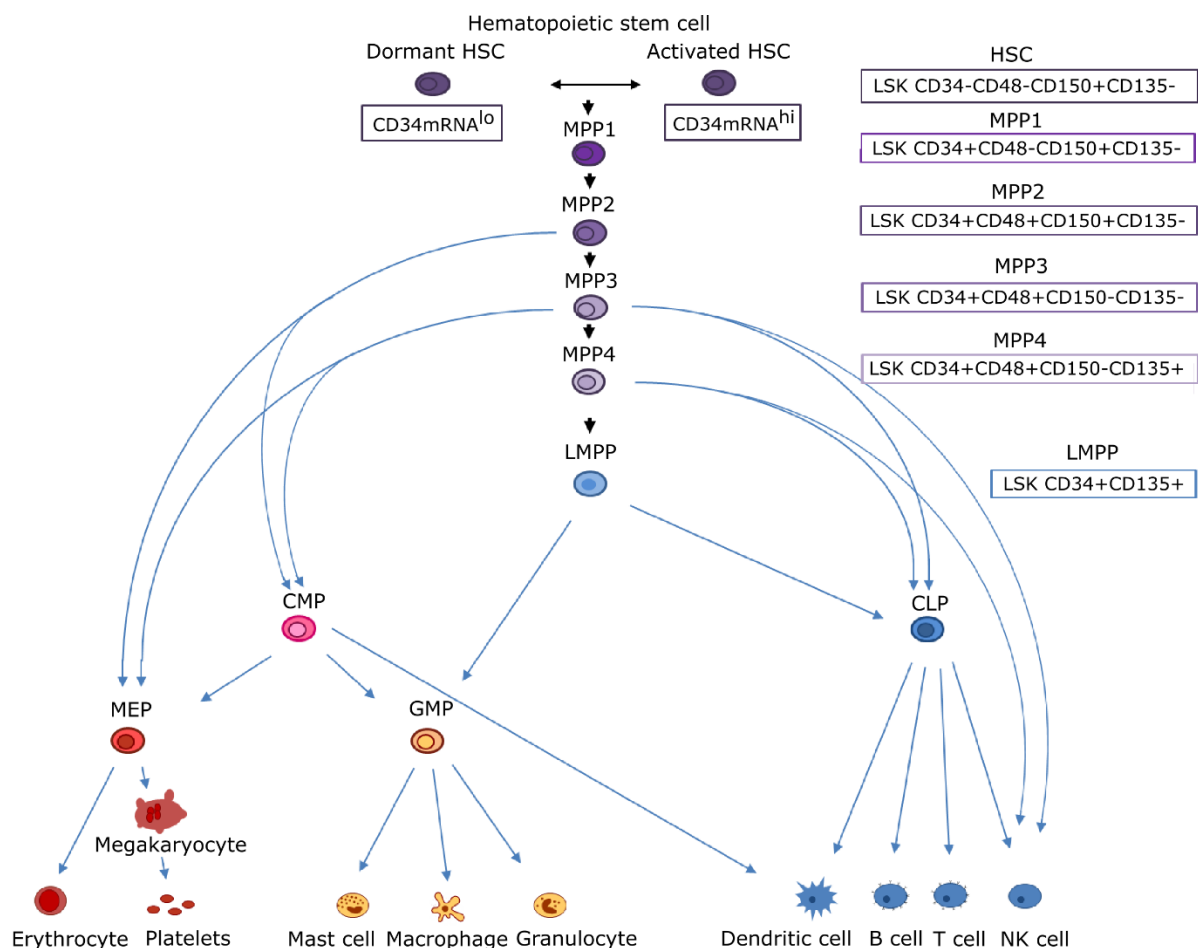 Hematopoietic stem cell
Dormant HSC
Activated HSC
CD34mRNAlo
CD34mRNAhi
MPP1
MPP2
MPP3
MPP4
LMPP
HSC
LSK CD34-CD48-CD150+CD135-
MPP1
LSK CD34+CD48-CD150+CD135-
MPP2
LSK CD34+CD48+CD150+CD135-
MPP3
LSK CD34+CD48+CD150-CD135-
MPP4
LSK CD34+CD48+CD150-CD135+
LMPP
LSK CD34+CD135+
CMP
CLP
MEP
GMP
Megakaryocyte
Erythrocyte
Platelets
Mast cell
Macrophage
Granulocyte
Dendritic cell
B cell
T cell
NK cell